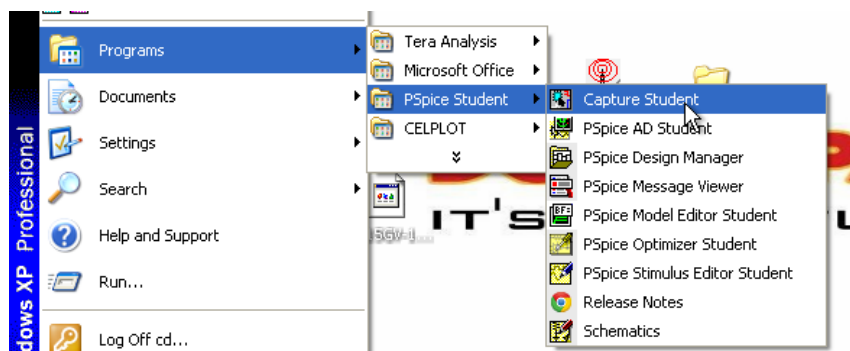 Programs
Documents
Settings
Search
Help and Support
Run...
Log Off cd...
Windows XP Professional
Tera Analysis
Microsoft Office
PSpice Student
CELPLOT
Capture Student
PSpice AD Student
PSpice Design Manager
PSpice Message Viewer
PSpice Model Editor Student
PSpice Optimizer Student
PSpice Stimulus Editor Student
Release Notes
Schematics
IT'S